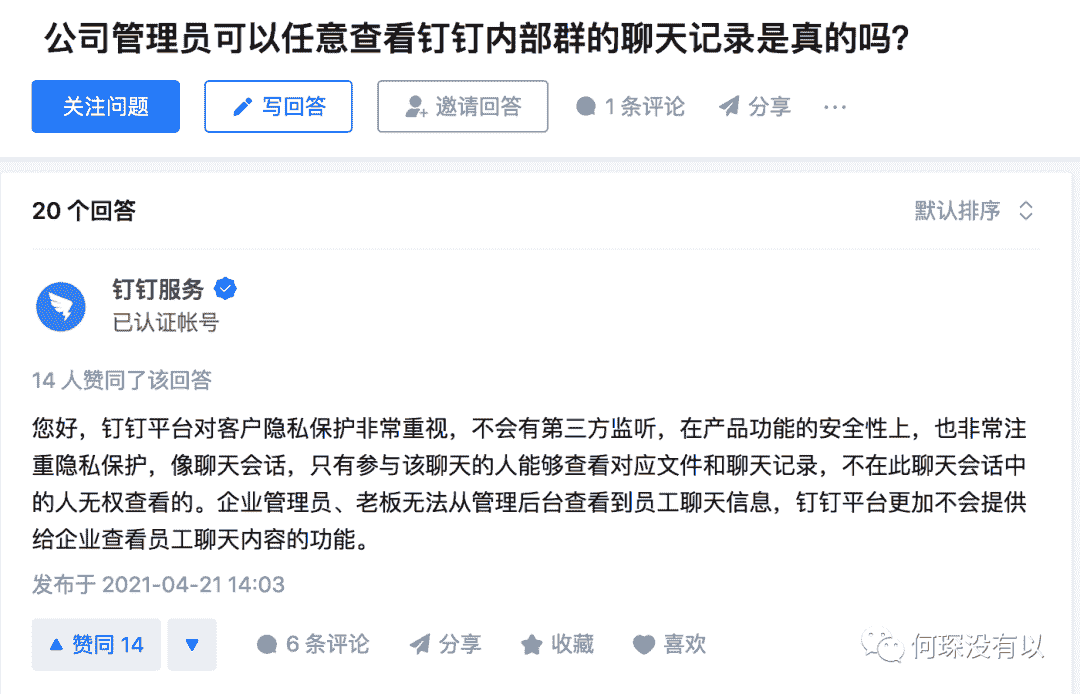 公司管理员可以任意查看钉钉内部群的聊天记录是真的吗?
关注问题 写回答 邀请回答 1 条评论 分享 ···
20 个回答 默认排序
钉钉服务
已认证帐号
14 人赞同了该回答
您好，钉钉平台对客户隐私保护非常重视，不会有第三方监听，在产品功能的安全性上，也非常注
重隐私保护，像聊天会话，只有参与该聊天的人能够查看对应文件和聊天记录，不在此聊天会话中
的人无权查看的。企业管理员、老板无法从管理后台查看到员工聊天信息，钉钉平台更加不会提供
给企业查看员工聊天内容的功能。
发布于 2021-04-21 14:03
赞同 14 6 条评论 分享 收藏 喜欢
何琛没有以